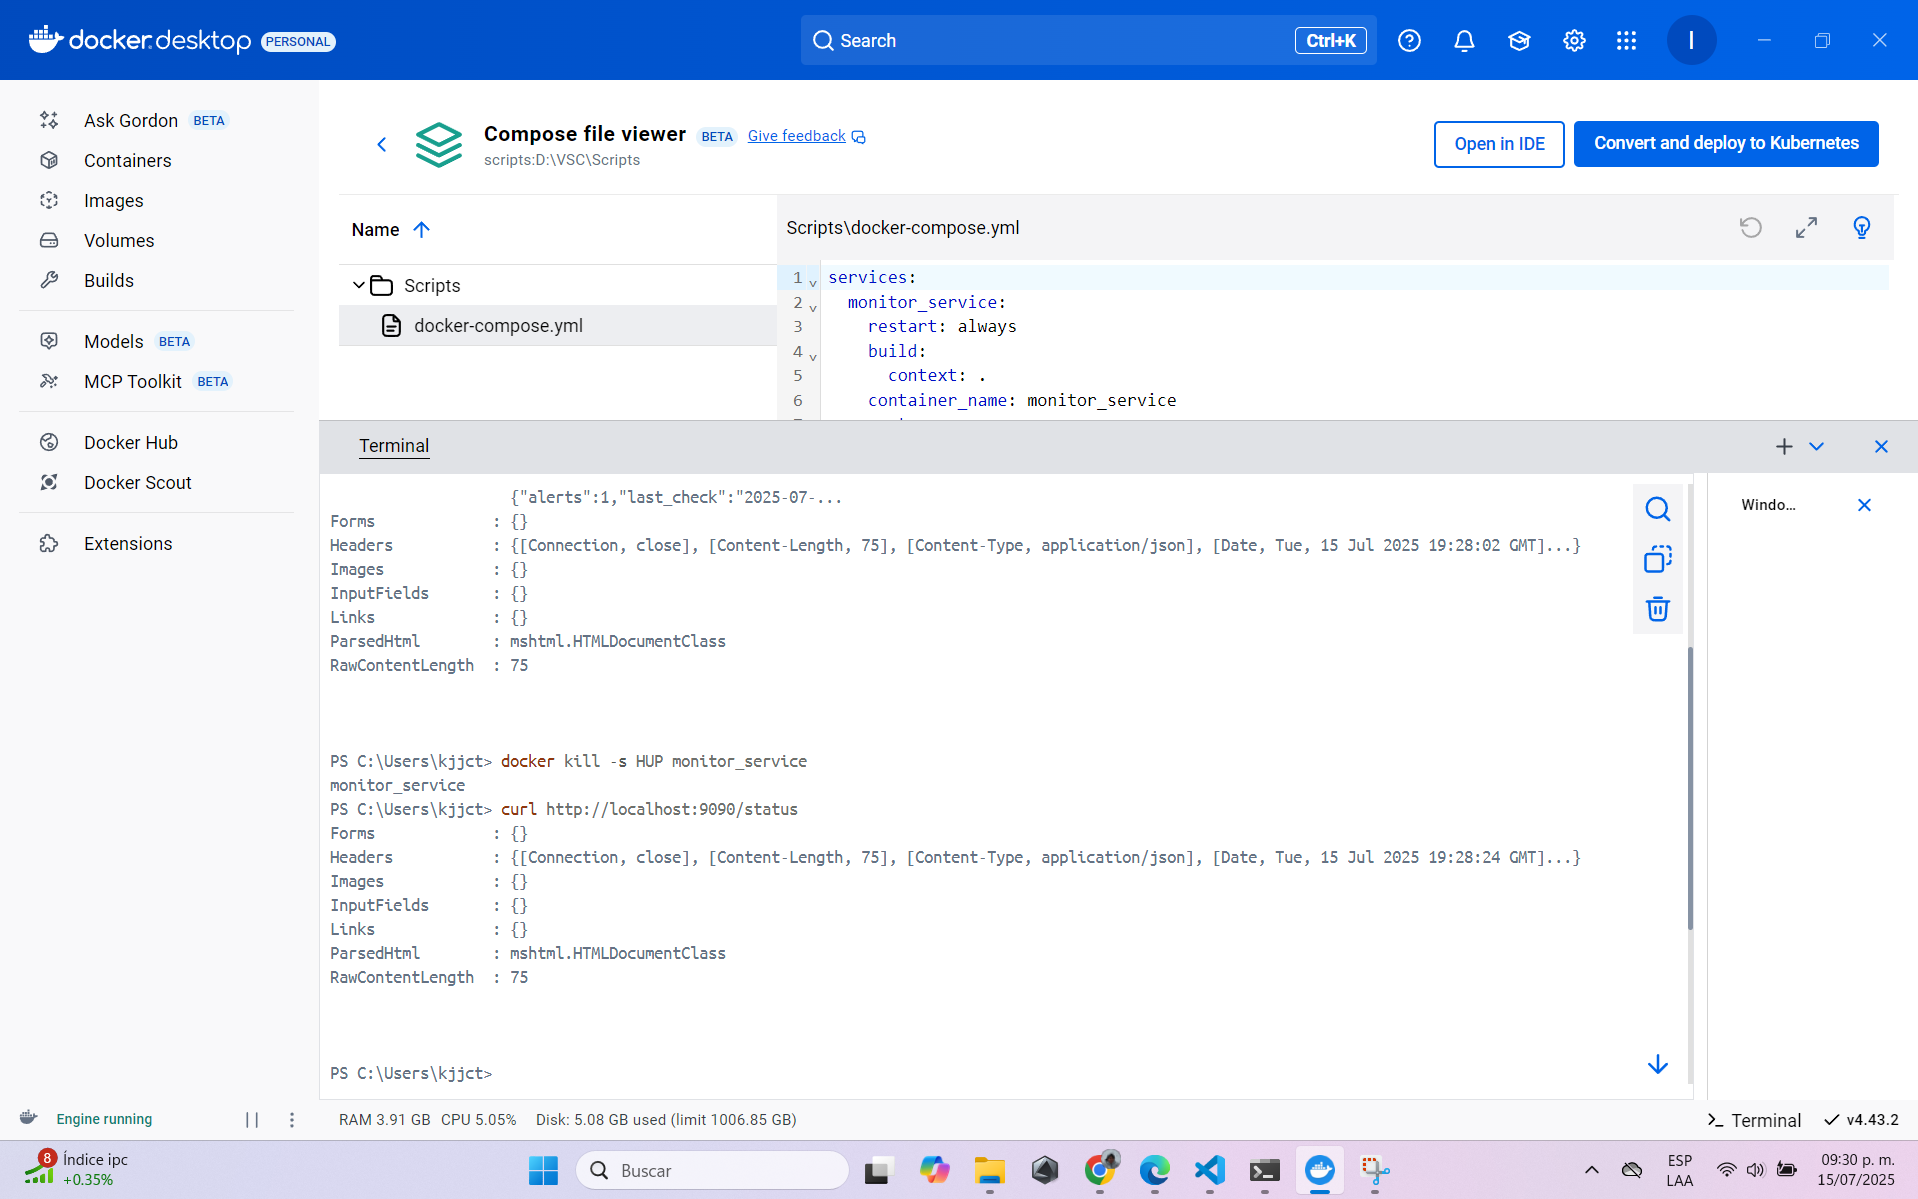 docker.desktop PERSONAL
Search Ctrl+K
I
Ask Gordon BETA
Containers
Images
Volumes
Builds
Models BETA
MCP Toolkit BETA
Docker Hub
Docker Scout
Extensions
Compose file viewer BETA Give feedback
scripts:D:\VSC\Scripts
Open in IDE
Convert and deploy to Kubernetes
Name
Scripts
docker-compose.yml
Scripts\docker-compose.yml
1 services:
2 monitor_service:
3 restart: always
4 build:
5 context: .
6 container_name: monitor_service
Terminal
{"alerts":1,"last_check":"2025-07-...
Forms : {}
Headers : {[Connection, close], [Content-Length, 75], [Content-Type, application/json], [Date, Tue, 15 Jul 2025 19:28:02 GMT]...}
Images : {}
InputFields : {}
Links : {}
ParsedHtml : mshtml.HTMLDocumentClass
RawContentLength : 75
PS C:\Users\kjjct> docker kill -s HUP monitor_service
monitor_service
PS C:\Users\kjjct> curl http://localhost:9090/status
Forms : {}
Headers : {[Connection, close], [Content-Length, 75], [Content-Type, application/json], [Date, Tue, 15 Jul 2025 19:28:24 GMT]...}
Images : {}
InputFields : {}
Links : {}
ParsedHtml : mshtml.HTMLDocumentClass
RawContentLength : 75
PS C:\Users\kjjct>
Windo...
Engine running
RAM 3.91 GB CPU 5.05% Disk: 5.08 GB used (limit 1006.85 GB)
Terminal
v4.43.2
8
Índice ipc
+0.35%
Buscar
ESP
LAA
09:30 p. m.
15/07/2025